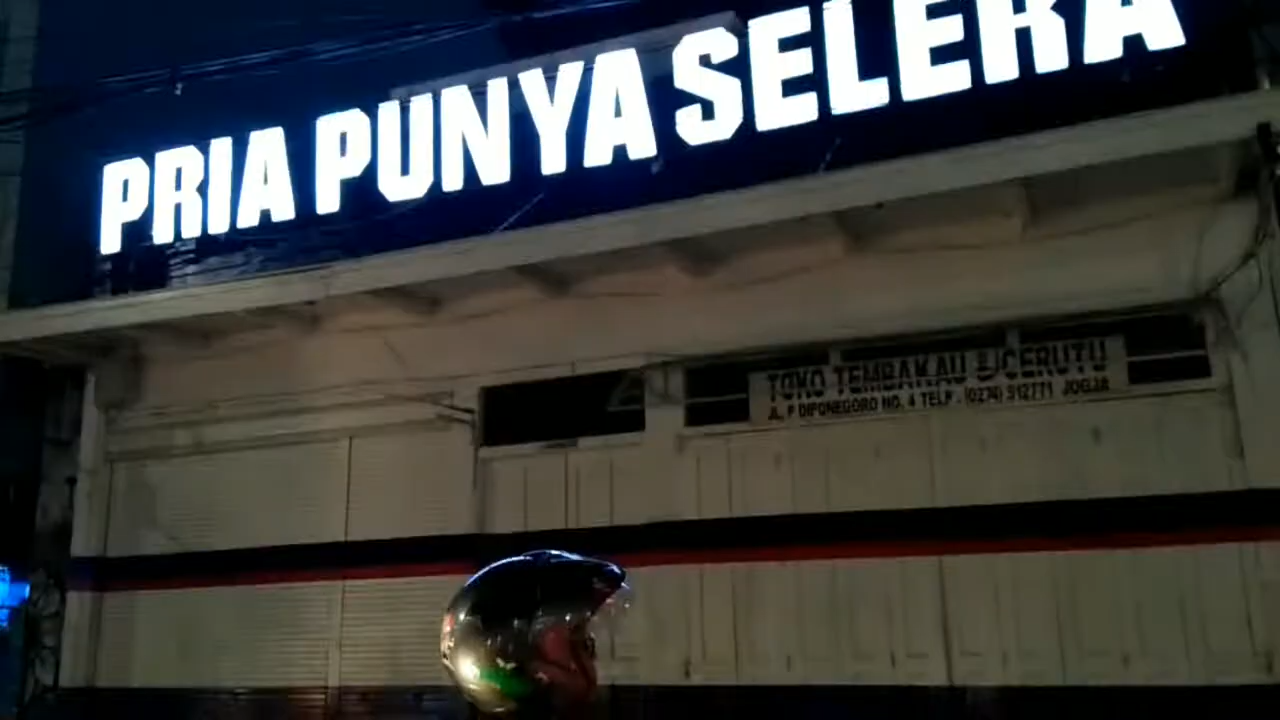 PRIA PUNYA SELERA
TOKO TEMBAKAU & CERUTU
JL. P DIPONEGORO NO. 4 TELP. (0274) 512771 JOGJA